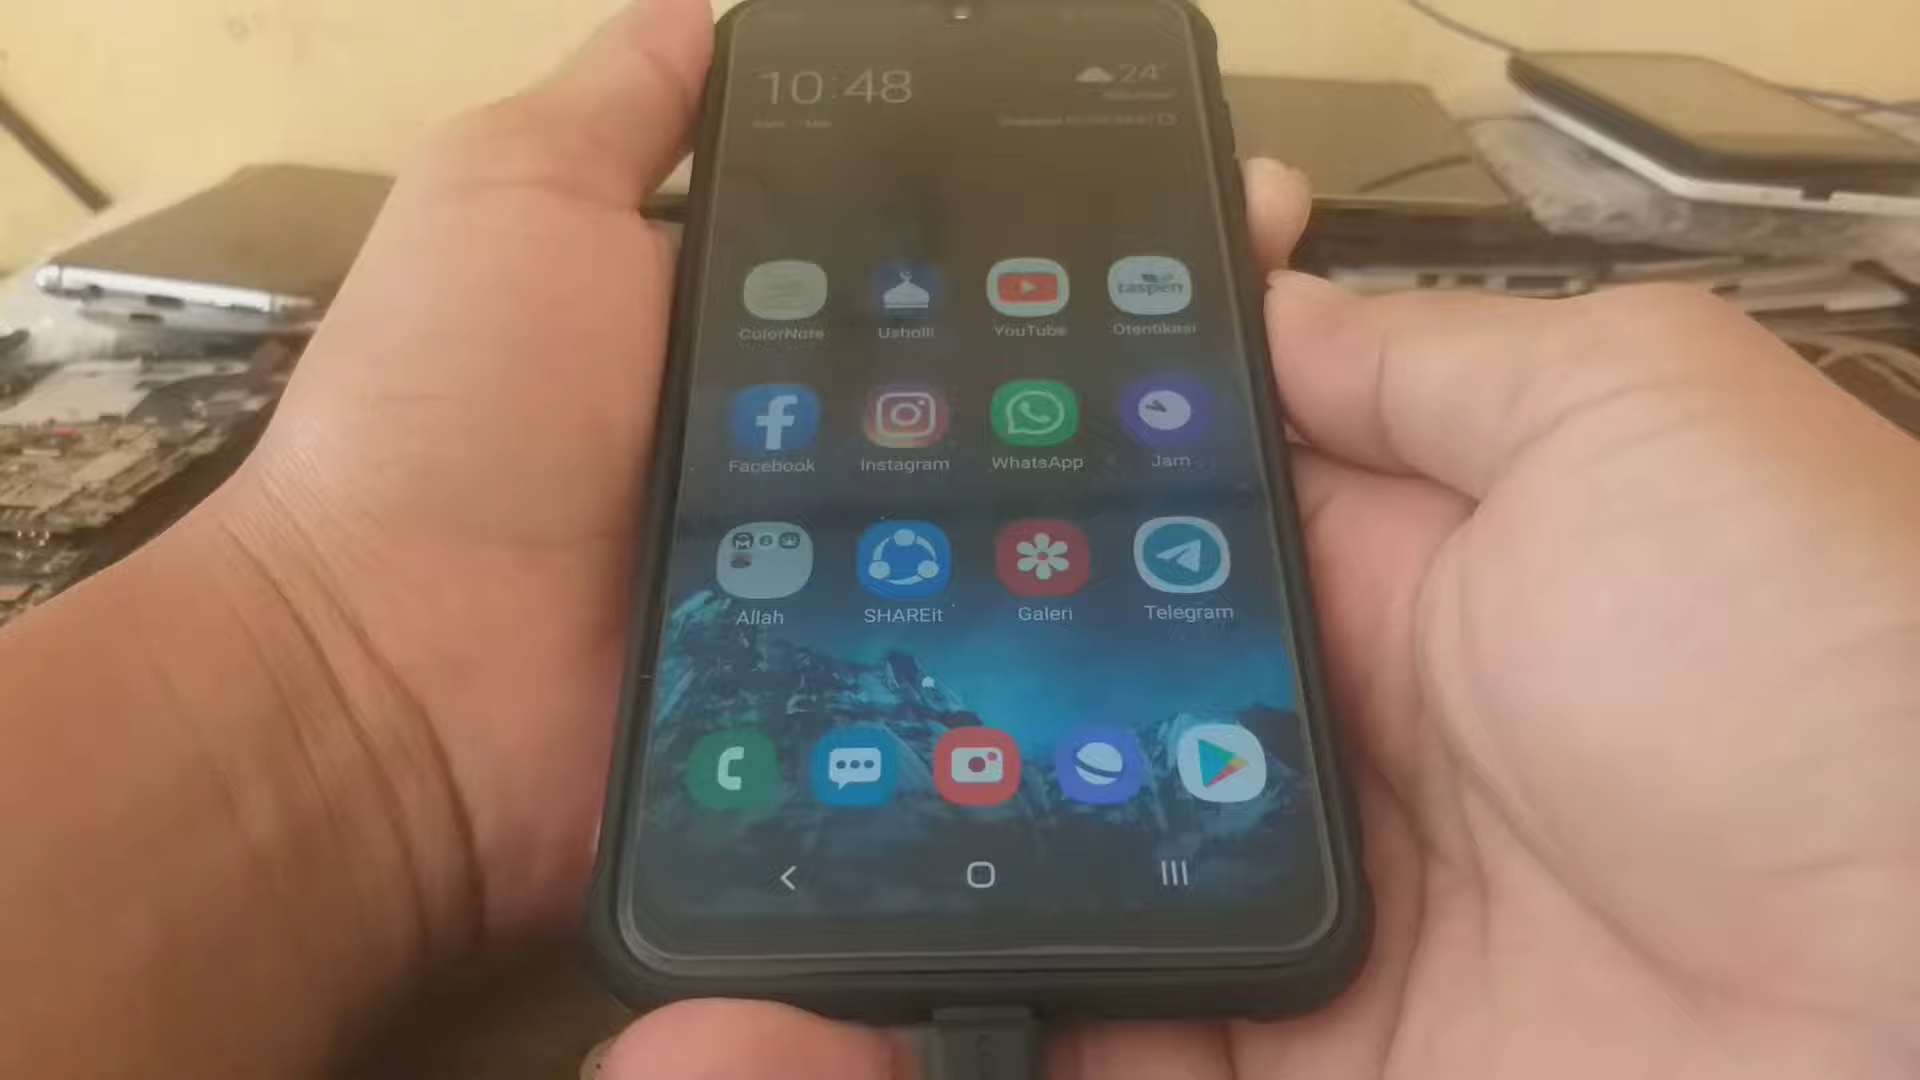 10:48
24°
taspen
ColorNote
Usholli
YouTube
Otentikasi
Facebook
Instagram
WhatsApp
Jam
Allah
SHAREit
Galeri
Telegram